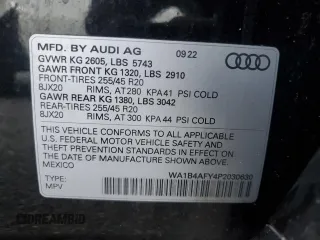 MFD. BY AUDI AG
09 22
GVWR KG 2605, LBS 5743
GAWR FRONT KG 1320, LBS 2910
FRONT-TIRES 255/45 R20
8JX20 RIMS, AT 280 KPA 41 PSI COLD
GAWR REAR KG 1380, LBS 3042
REAR-TIRES 255/45 R20
8JX20 RIMS, AT 300 KPA 44 PSI COLD
THIS VEHICLE CONFORMS TO ALL APPLICABLE
U.S. FEDERAL MOTOR VEHICLE SAFETY
STANDARDS IN EFFECT ON THE DATE OF
MANUFACTURE SHOWN ABOVE.
MEXICO
TYPE: WA1B4AFY4P2030630
MPV